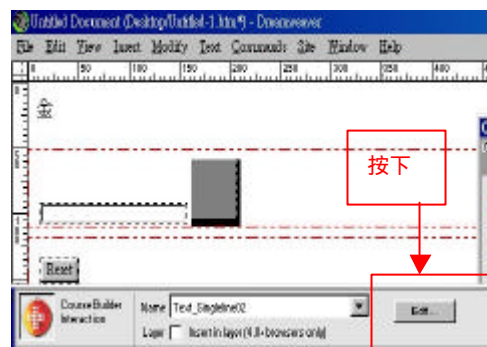 Untitled Document (Desktop/Untitled-1.htm*) - Dreamweaver
File Edit View Insert Modify Text Commands Site Window Help
0 50 100 150 200 250 300 350 400
按下
Reset
CourseBuilder
Interaction
Name Text_Singleline02
Edit...
Layer Insert in layer (4.0+ browsers only)